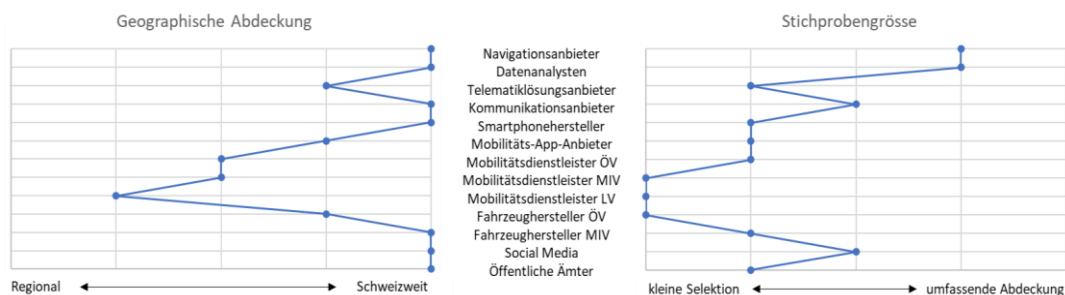 Geographische Abdeckung
Stichprobengrösse
Navigationsanbieter
Datenanalysten
Telematiklösungsanbieter
Kommunikationsanbieter
Smartphonehersteller
Mobilitäts-App-Anbieter
Mobilitätsdienstleister ÖV
Mobilitätsdienstleister MIV
Mobilitätsdienstleister LV
Fahrzeughersteller ÖV
Fahrzeughersteller MIV
Social Media
Öffentliche Ämter
Regional
Schweizweit
kleine Selektion
umfassende Abdeckung